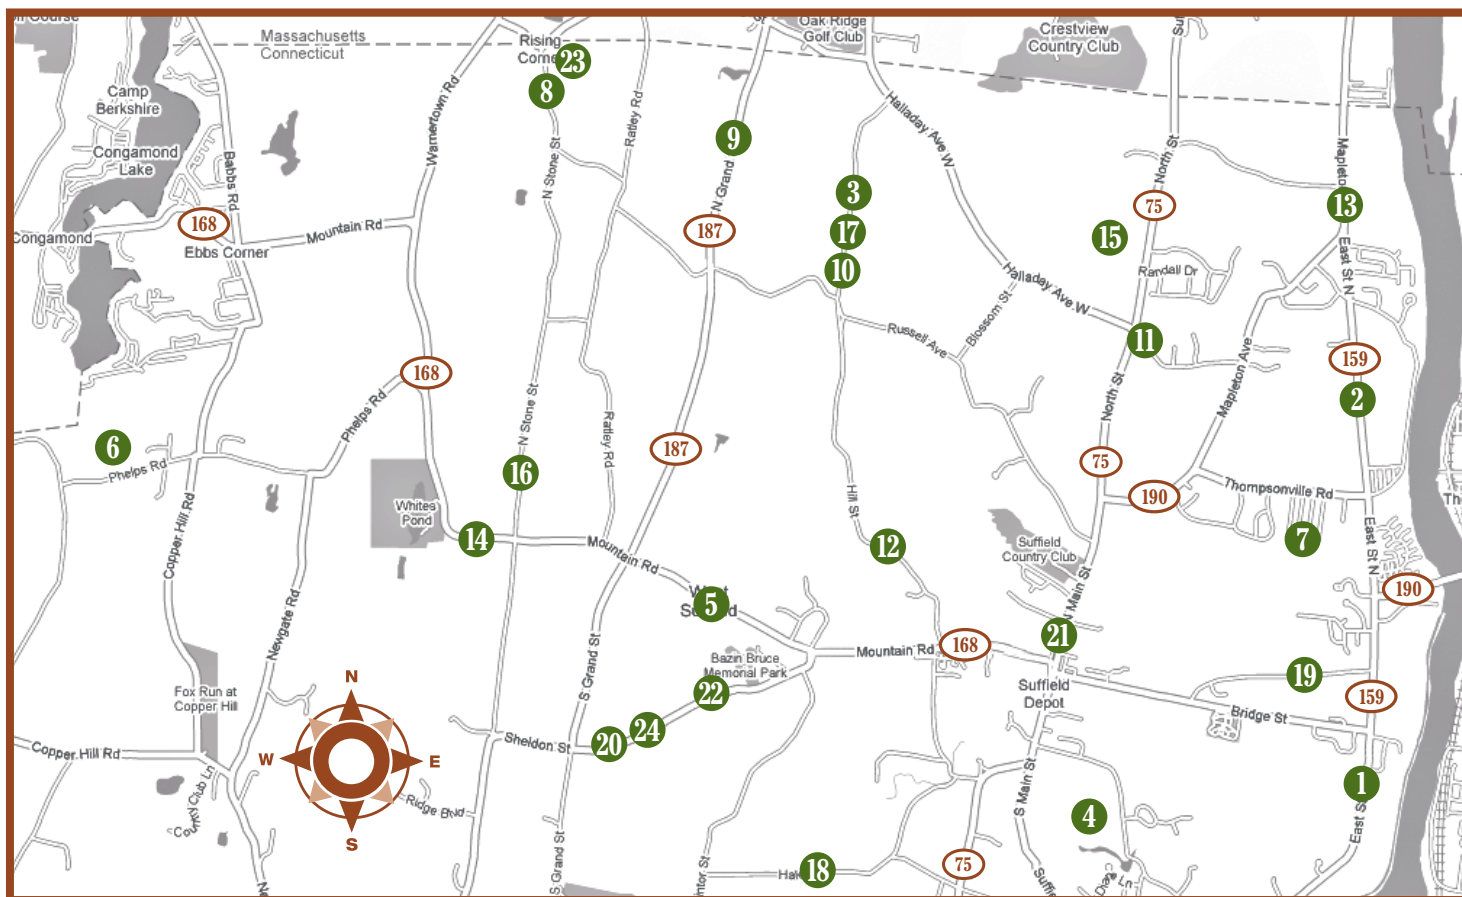 Golf Course
Massachusetts
Connecticut
Rising
Corner
23
8
Oak Ridge
Golf Club
Crestview
Country Club
Camp
Berkshire
Congamond
Lake
Babbs Rd
Warnertown Rd
Ratley Rd
N Stone St
9
N Grand
187
Halladay Ave W
3
17
10
North St
75
15
Mapleton
13
Congamond
168
Ebbs Corner
Mountain Rd
Randall Dr
East St N
Halladay Ave W
Blossom St
Russell Ave
11
Mapleton Ave
159
2
168
Phelps Rd
N Stone St
Ratley Rd
187
North St
75
190
Thompsonville Rd
6
Phelps Rd
16
Whites
Pond
14
Mountain Rd
Hill St
12
Suffield
Country Club
7
East St N
190
Copper Hill Rd
Newgate Rd
5
N Main St
21
S Grand St
Bazin Bruce
Memorial Park
Mountain Rd
168
Suffield
Depot
19
159
Bridge St
Fox Run at
Copper Hill
22
24
20
Sheldon St
Copper Hill Rd
Country Club Ln
N
W
E
S
Ridge Blvd
S Grand St
S Main St
4
1
East St
18
75